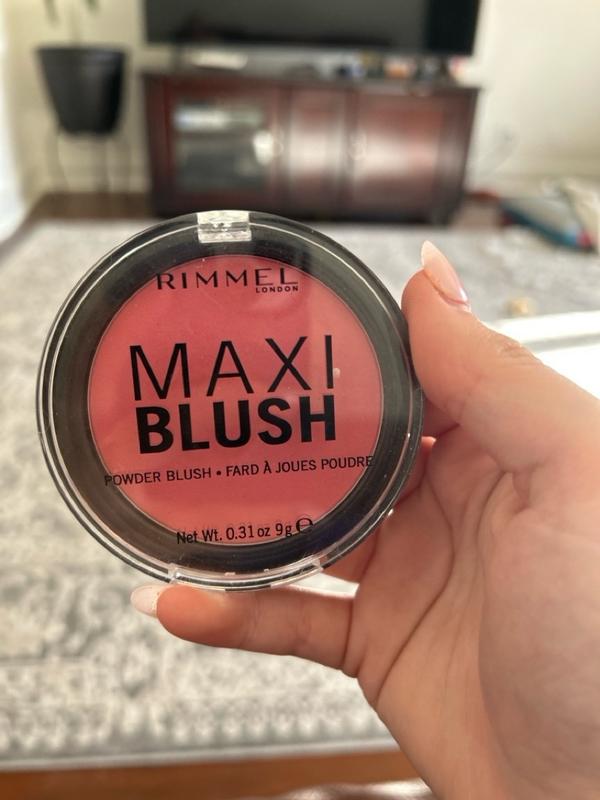 RIMMEL
LONDON
MAXI
BLUSH
POWDER BLUSH • FARD À JOUES POUDRE
Net Wt. 0.31 oz 9g ℮